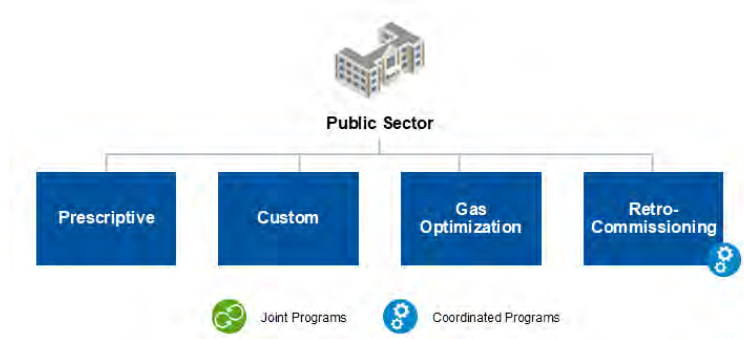 Public Sector
Prescriptive
Custom
Gas
Optimization
Retro-
Commissioning
Joint Programs
Coordinated Programs